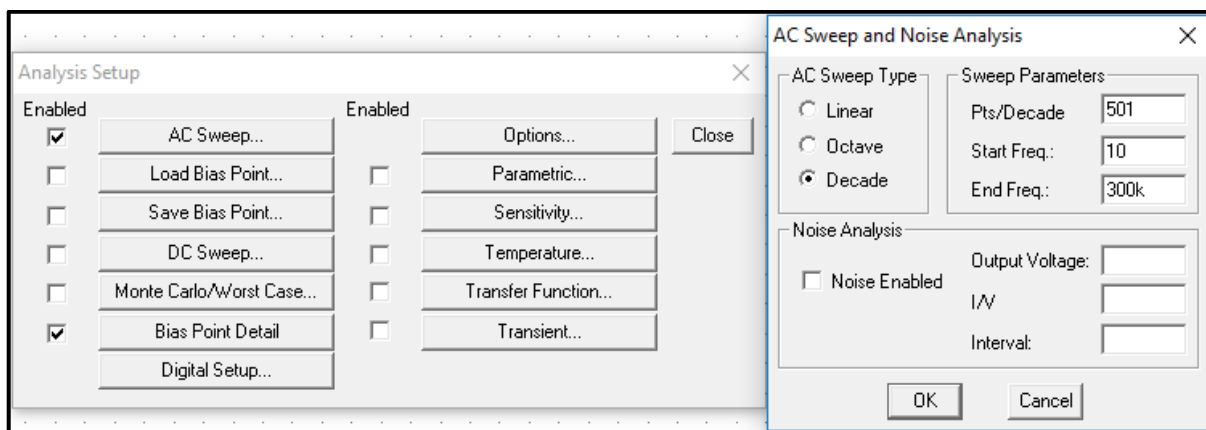 Analysis Setup
Enabled
Enabled
AC Sweep...
Options...
Close
Load Bias Point...
Parametric...
Save Bias Point...
Sensitivity...
DC Sweep...
Temperature...
Monte Carlo/Worst Case...
Transfer Function...
Bias Point Detail
Transient...
Digital Setup...
AC Sweep and Noise Analysis
AC Sweep Type
Linear
Octave
Decade
Sweep Parameters
Pts/Decade 501
Start Freq.: 10
End Freq.: 300k
Noise Analysis
Noise Enabled
Output Voltage:
I/V
Interval:
OK
Cancel